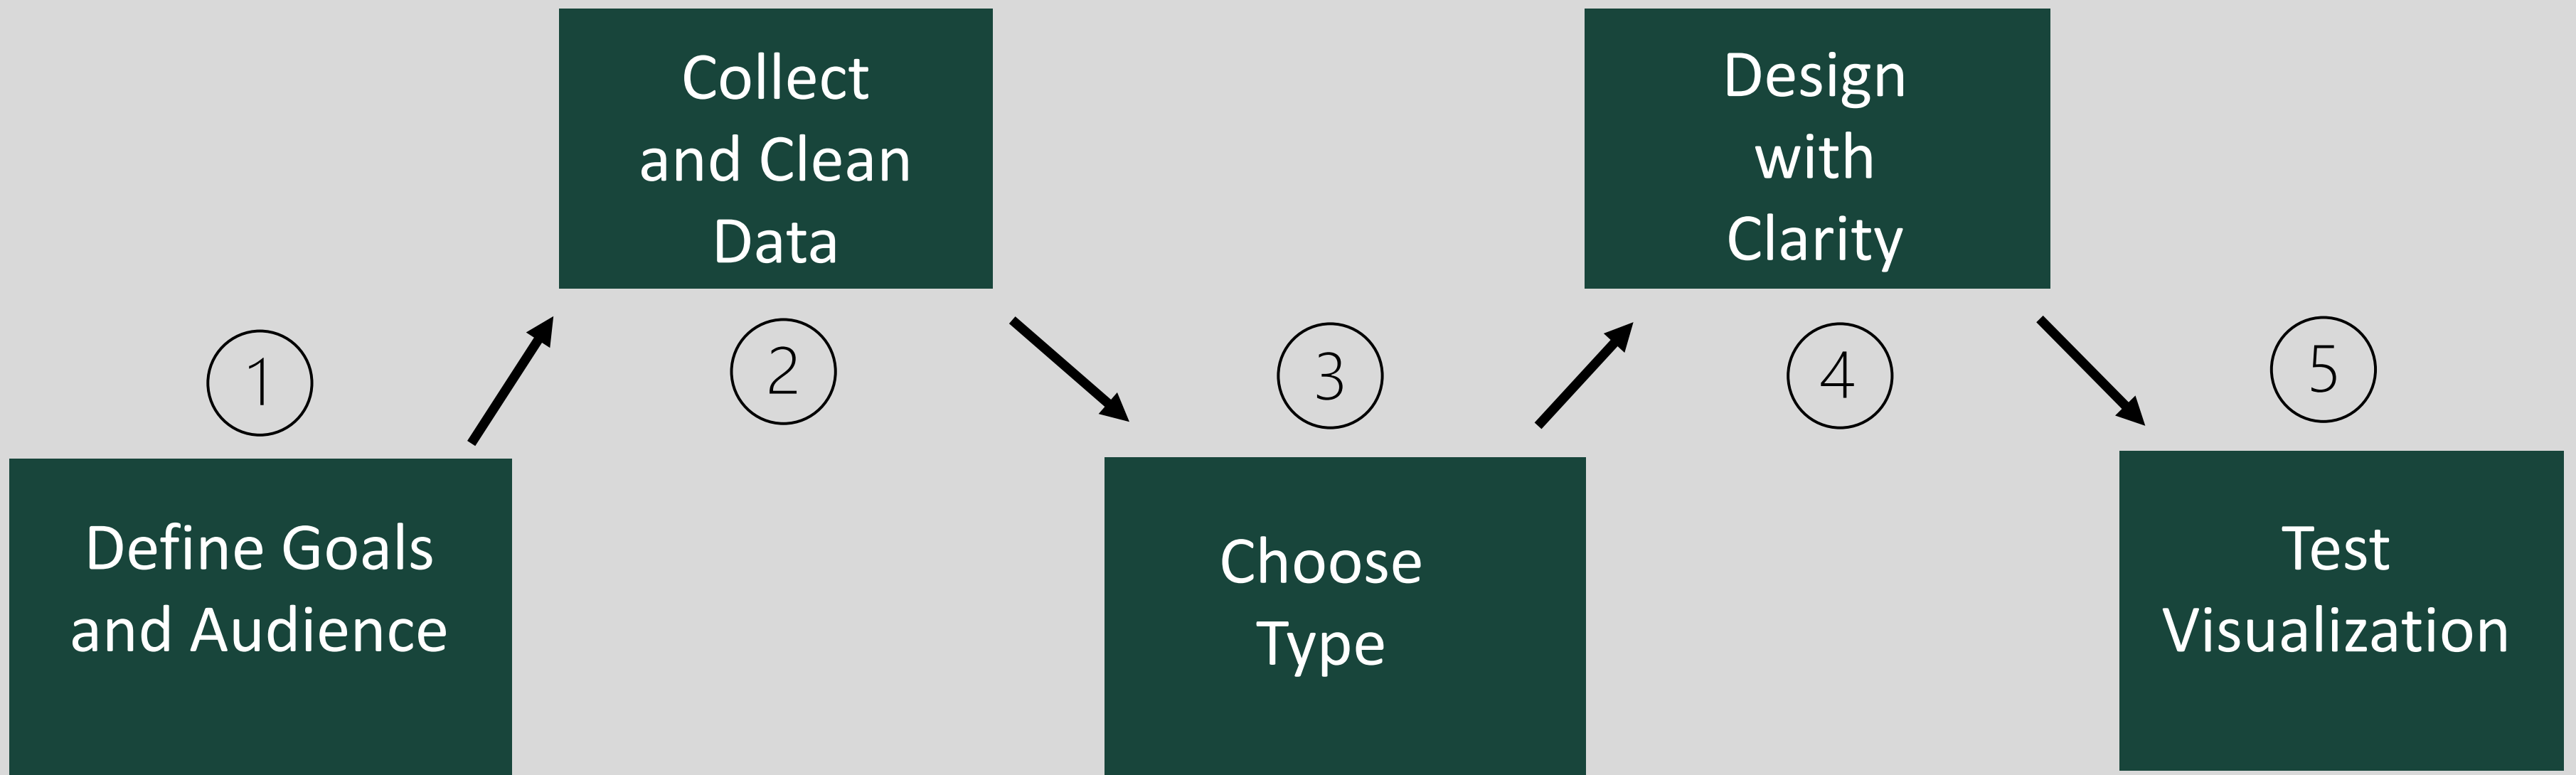 1
Define Goals
and Audience
Collect
and Clean
Data
2
3
Choose
Type
Design
with
Clarity
4
5
Test
Visualization